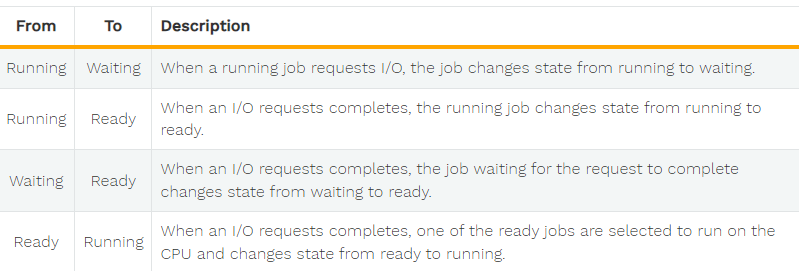 From To Description
Running Waiting When a running job requests I/O, the job changes state from running to waiting.
Running Ready When an I/O requests completes, the running job changes state from running to
ready.
Waiting Ready When an I/O requests completes, the job waiting for the request to complete
changes state from waiting to ready.
Ready Running When an I/O requests completes, one of the ready jobs are selected to run on the
CPU and changes state from ready to running.